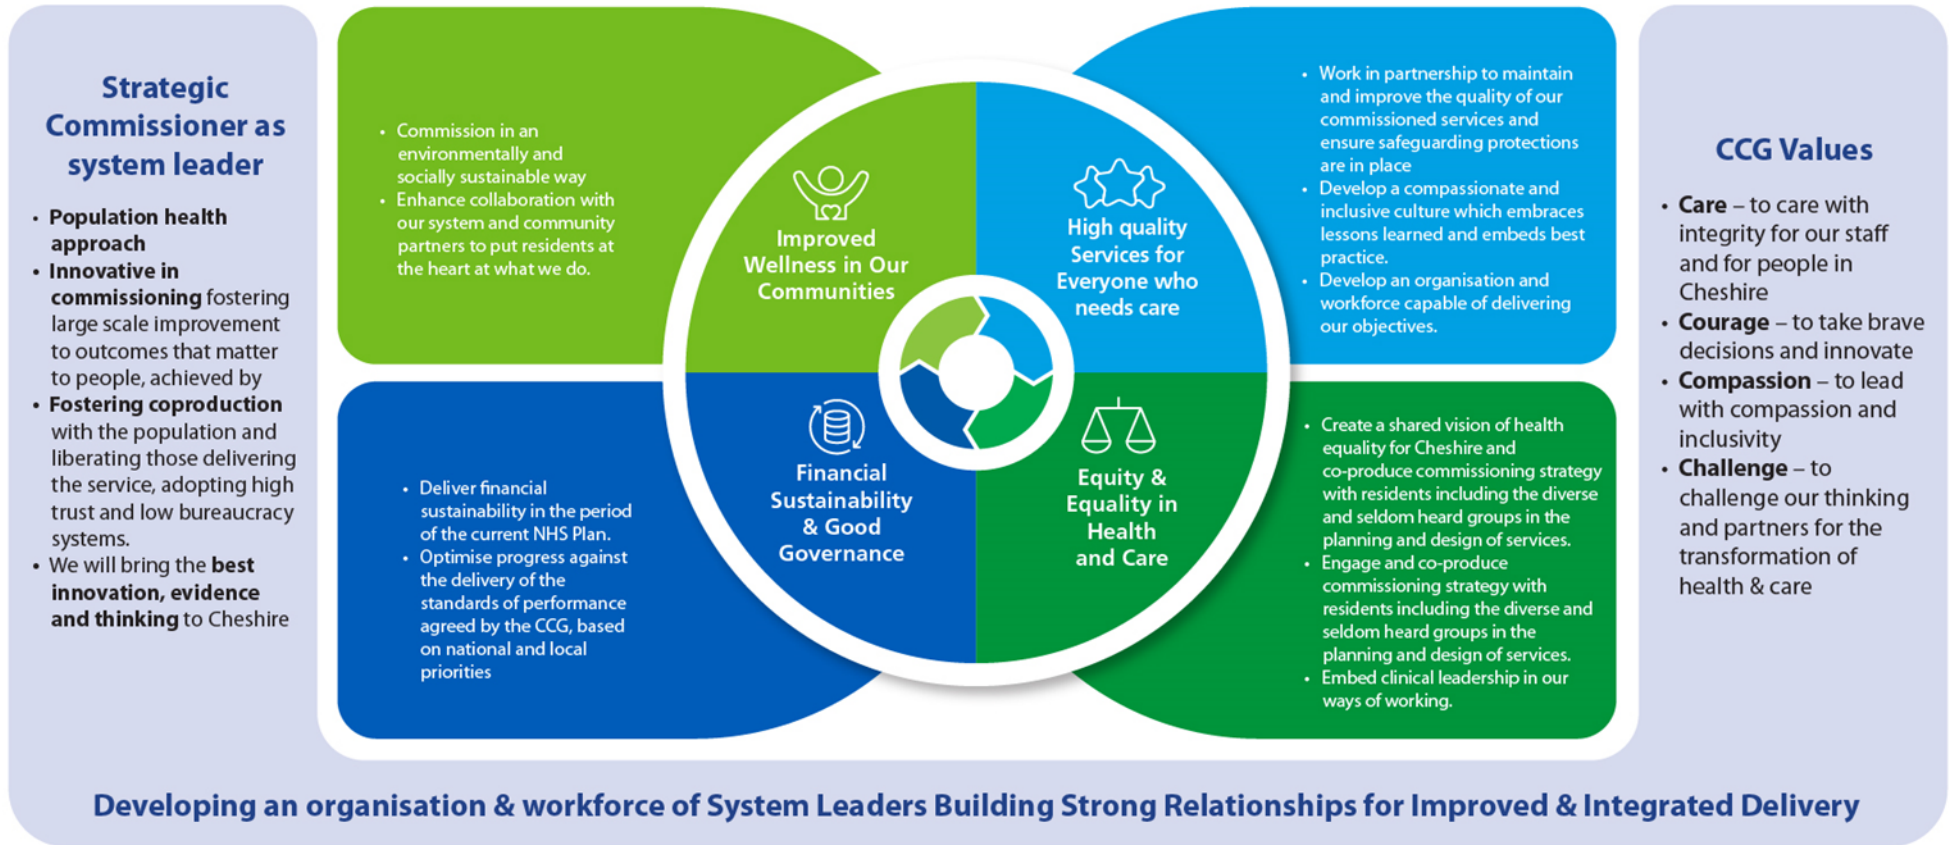 Strategic
Commissioner as
system leader
• Population health
approach
• Innovative in
commissioning fostering
large scale improvement
to outcomes that matter
to people, achieved by
• Fostering coproduction
with the population and
liberating those delivering
the service, adopting high
trust and low bureaucracy
systems.
• We will bring the best
innovation, evidence
and thinking to Cheshire
• Commission in an
environmentally and
socially sustainable way
• Enhance collaboration with
our system and community
partners to put residents at
the heart at what we do.
Improved
Wellness in Our
Communities
High quality
Services for
Everyone who
needs care
• Work in partnership to maintain
and improve the quality of our
commissioned services and
ensure safeguarding protections
are in place
• Develop a compassionate and
inclusive culture which embraces
lessons learned and embeds best
practice.
• Develop an organisation and
workforce capable of delivering
our objectives.
• Deliver financial
sustainability in the period
of the current NHS Plan.
• Optimise progress against
the delivery of the
standards of performance
agreed by the CCG, based
on national and local
priorities
Financial
Sustainability
& Good
Governance
Equity &
Equality in
Health
and Care
• Create a shared vision of health
equality for Cheshire and
co-produce commissioning strategy
with residents including the diverse
and seldom heard groups in the
planning and design of services.
• Engage and co-produce
commissioning strategy with
residents including the diverse and
seldom heard groups in the
planning and design of services.
• Embed clinical leadership in our
ways of working.
CCG Values
• Care – to care with
integrity for our staff
and for people in
Cheshire
• Courage – to take brave
decisions and innovate
• Compassion – to lead
with compassion and
inclusivity
• Challenge – to
challenge our thinking
and partners for the
transformation of
health & care
Developing an organisation & workforce of System Leaders Building Strong Relationships for Improved & Integrated Delivery